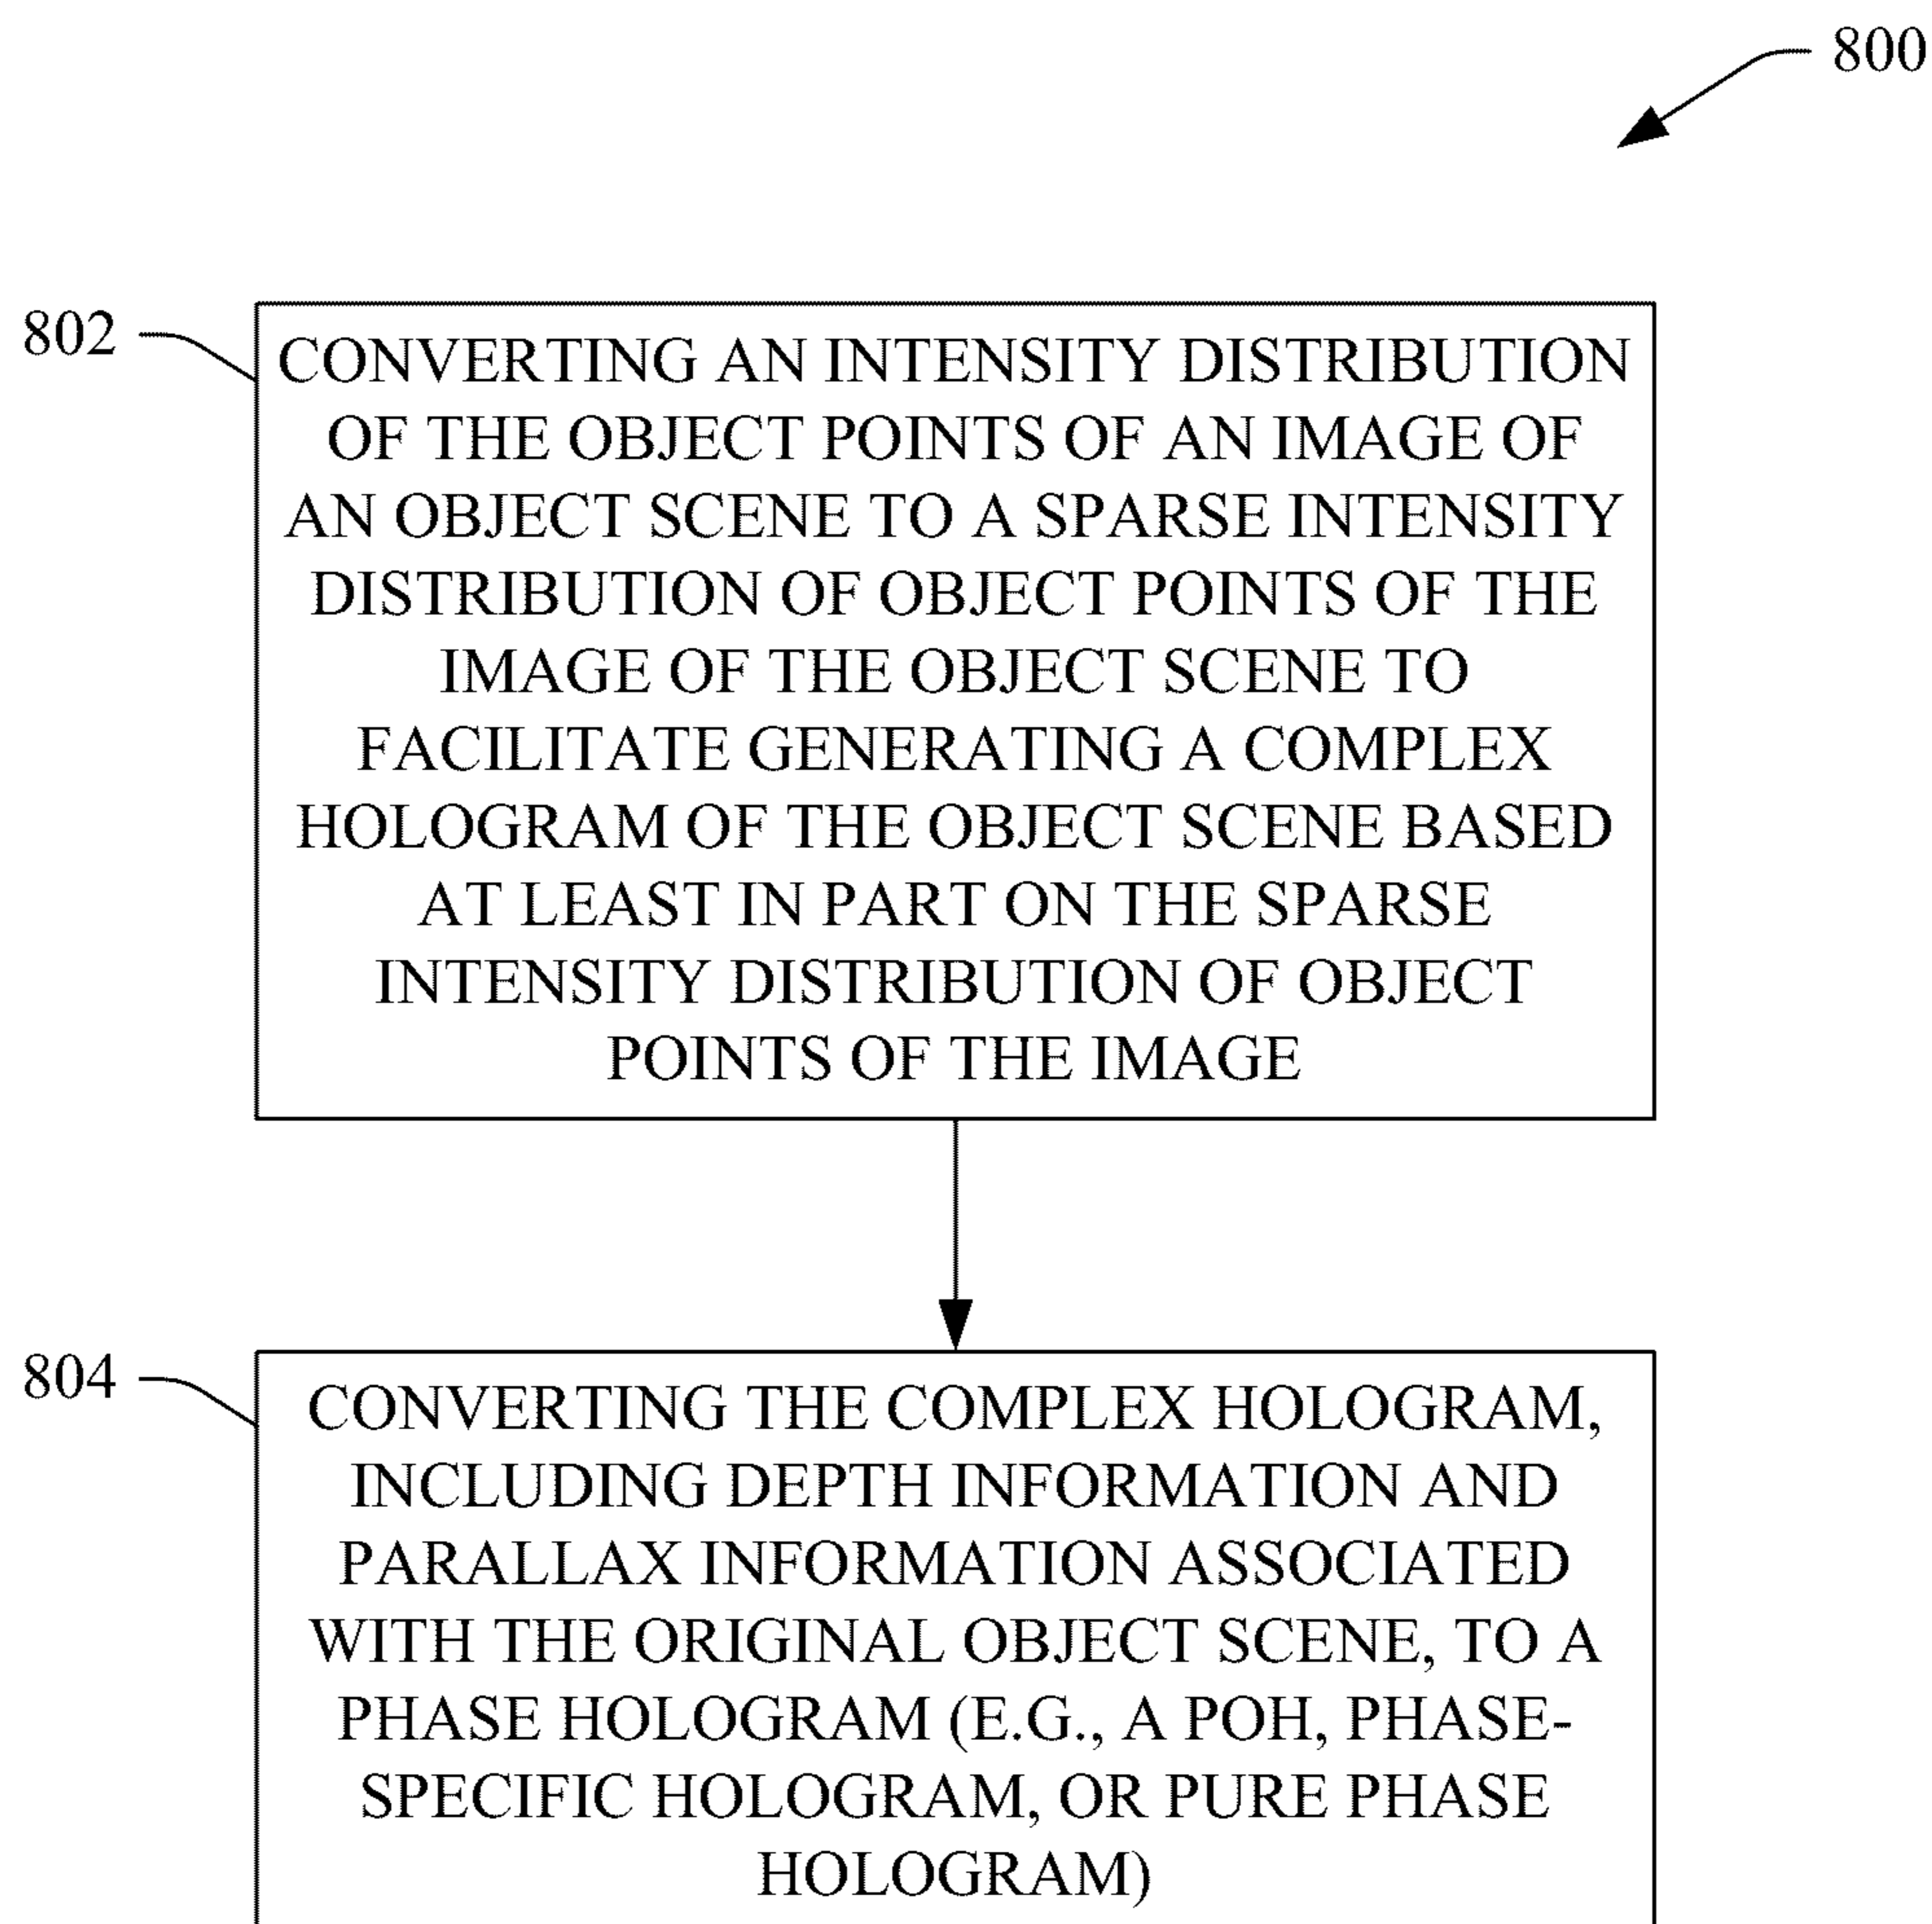 800
802
CONVERTING AN INTENSITY DISTRIBUTION
OF THE OBJECT POINTS OF AN IMAGE OF
AN OBJECT SCENE TO A SPARSE INTENSITY
DISTRIBUTION OF OBJECT POINTS OF THE
IMAGE OF THE OBJECT SCENE TO
FACILITATE GENERATING A COMPLEX
HOLOGRAM OF THE OBJECT SCENE BASED
AT LEAST IN PART ON THE SPARSE
INTENSITY DISTRIBUTION OF OBJECT
POINTS OF THE IMAGE
804
CONVERTING THE COMPLEX HOLOGRAM,
INCLUDING DEPTH INFORMATION AND
PARALLAX INFORMATION ASSOCIATED
WITH THE ORIGINAL OBJECT SCENE, TO A
PHASE HOLOGRAM (E.G., A POH, PHASE-
SPECIFIC HOLOGRAM, OR PURE PHASE
HOLOGRAM)